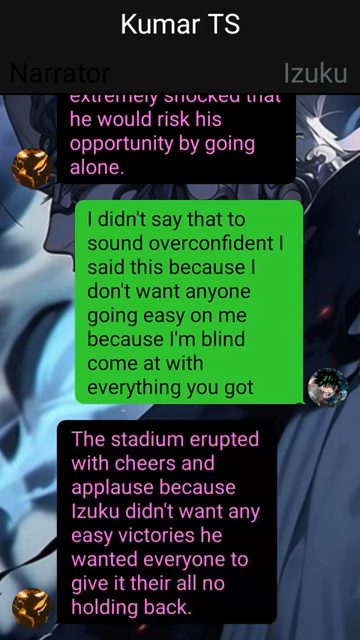 Kumar TS
Narrator
Izuku
extremely shocked that
he would risk his
opportunity by going
alone.
I didn't say that to
sound overconfident I
said this because I
don't want anyone
going easy on me
because I'm blind
come at with
everything you got
The stadium erupted
with cheers and
applause because
Izuku didn't want any
easy victories he
wanted everyone to
give it their all no
holding back.